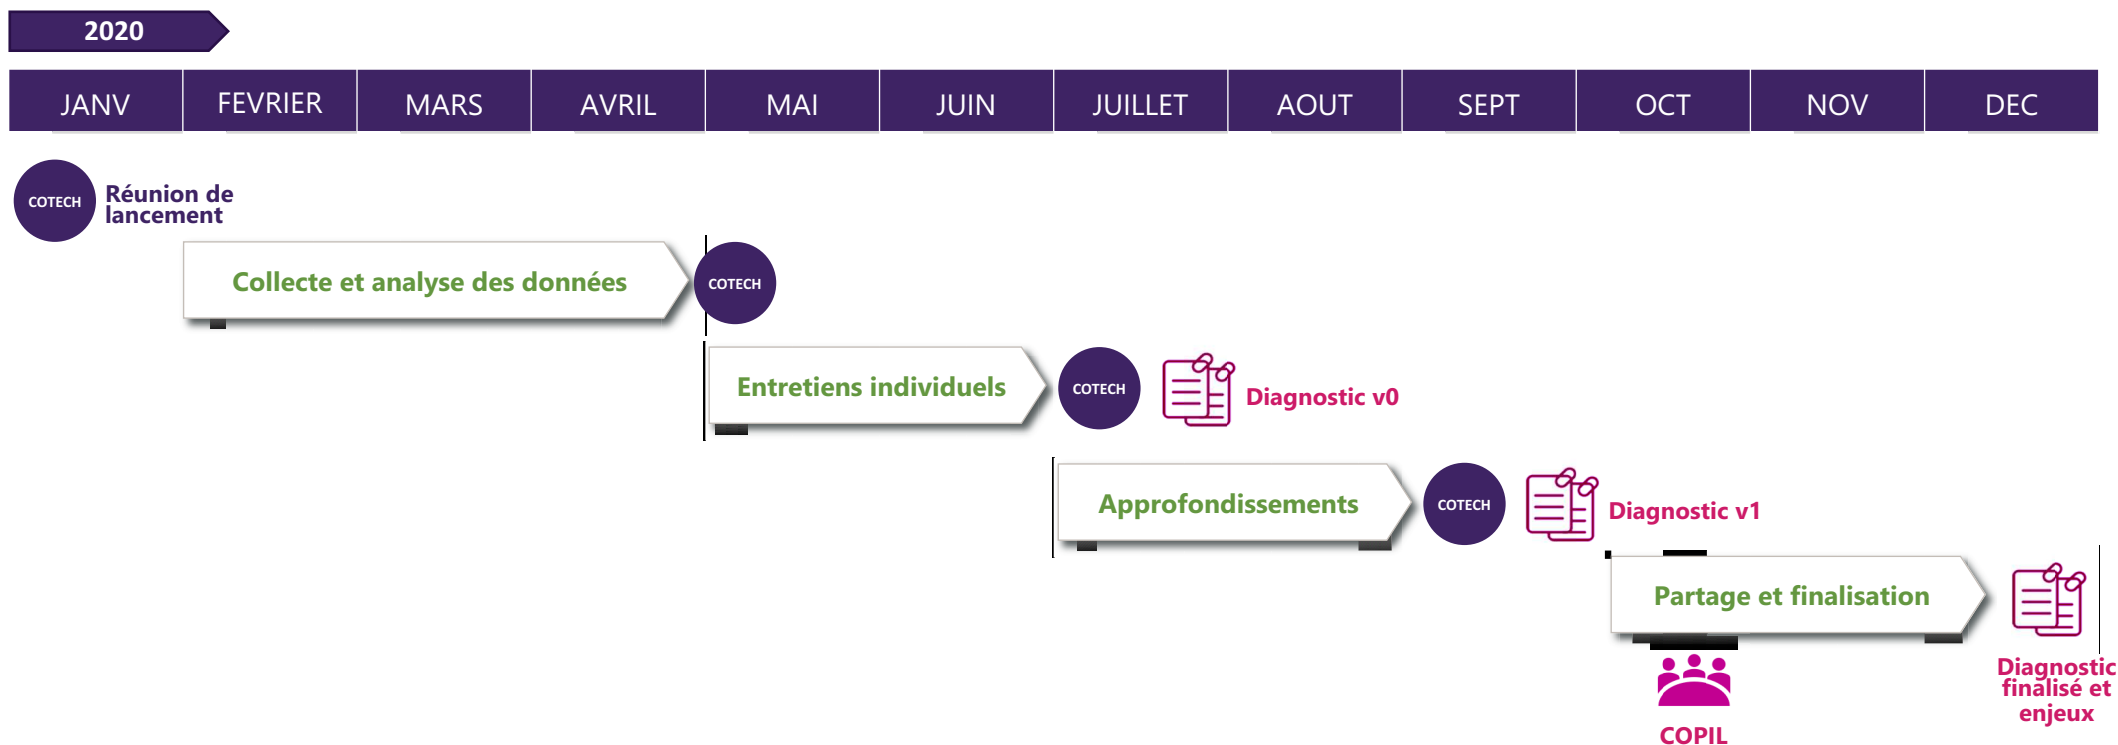 2020
JANV
FEVRIER
MARS
AVRIL
MAI
JUIN
JUILLET
AOUT
SEPT
OCT
NOV
DEC
COTECH
Réunion de
lancement
Collecte et analyse des données
COTECH
Entretiens individuels
COTECH
Diagnostic v0
Approfondissements
COTECH
Diagnostic v1
Partage et finalisation
COPIL
Diagnostic
finalisé et
enjeux